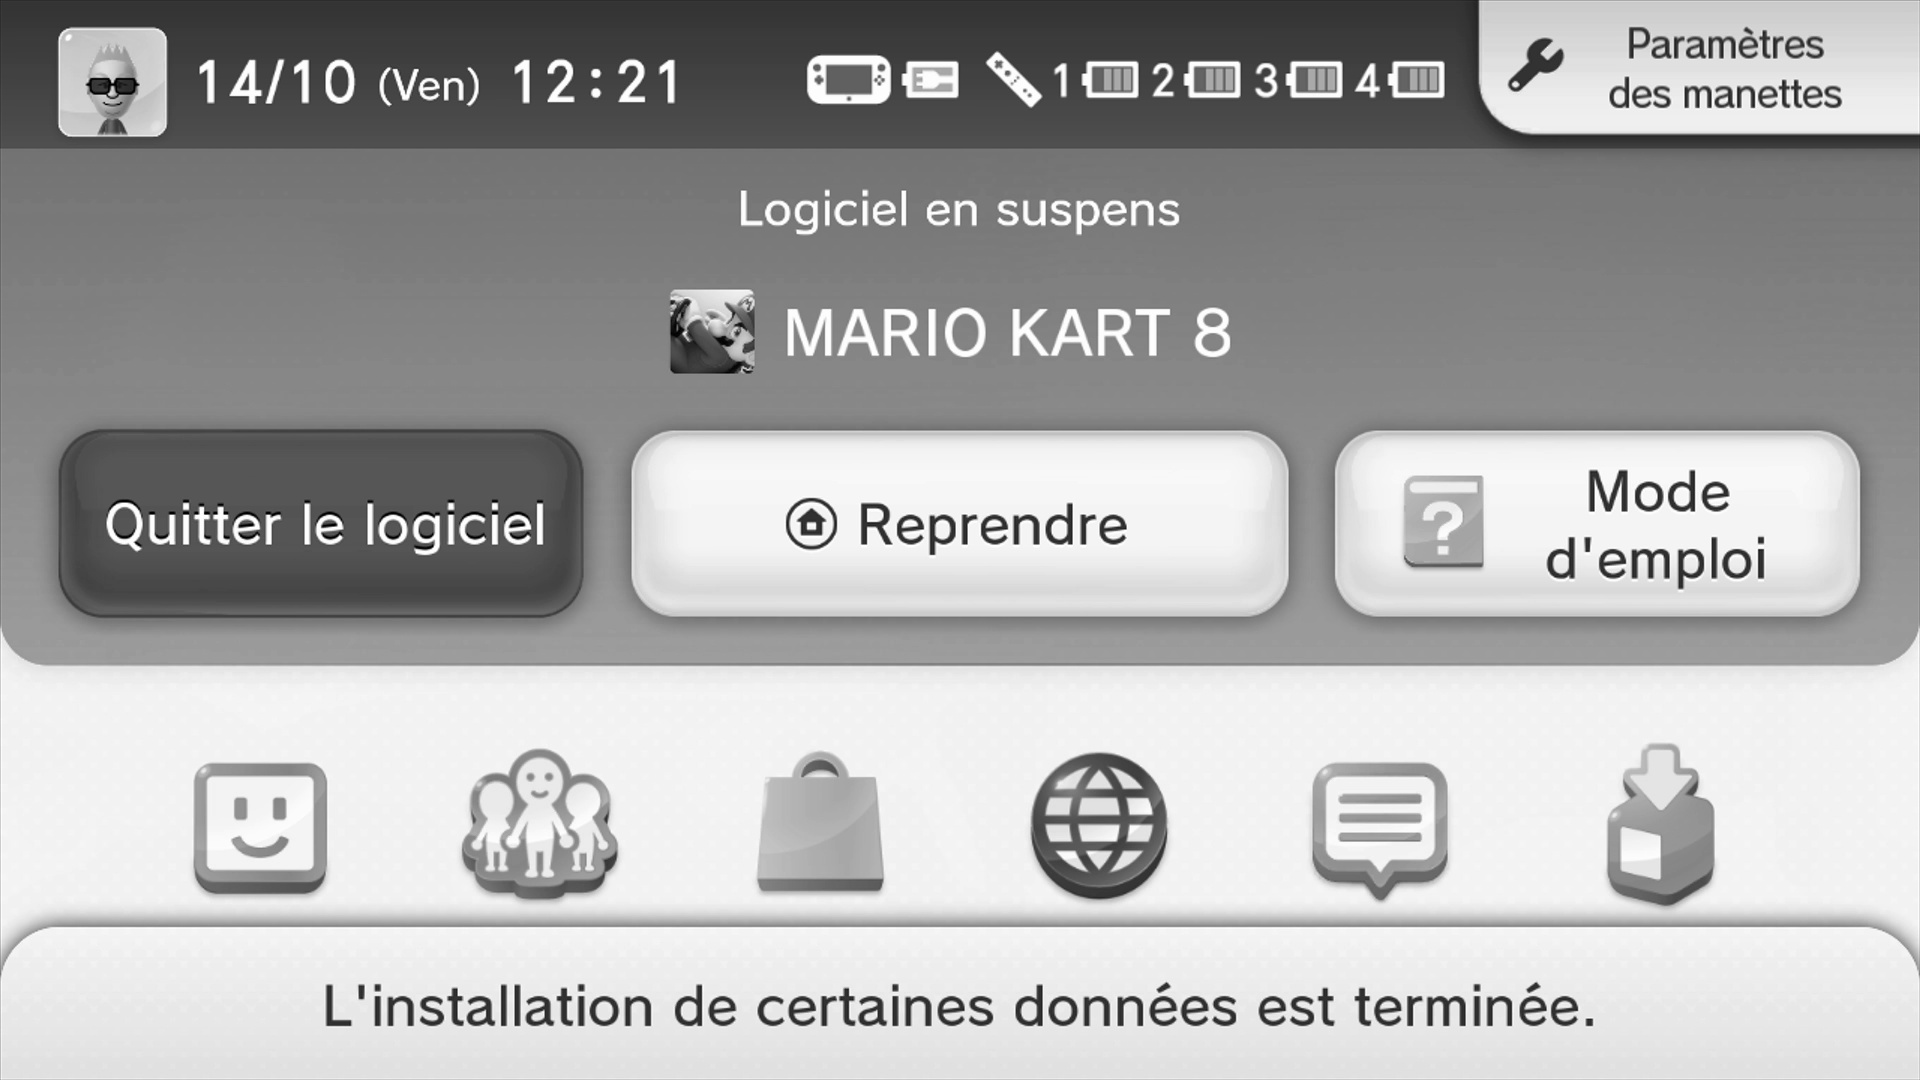 14/10 (Ven) 12:21
1 2 3 4
Paramètres
des manettes
Logiciel en suspens
MARIO KART 8
Quitter le logiciel
Reprendre
?
Mode
d'emploi
L'installation de certaines données est terminée.